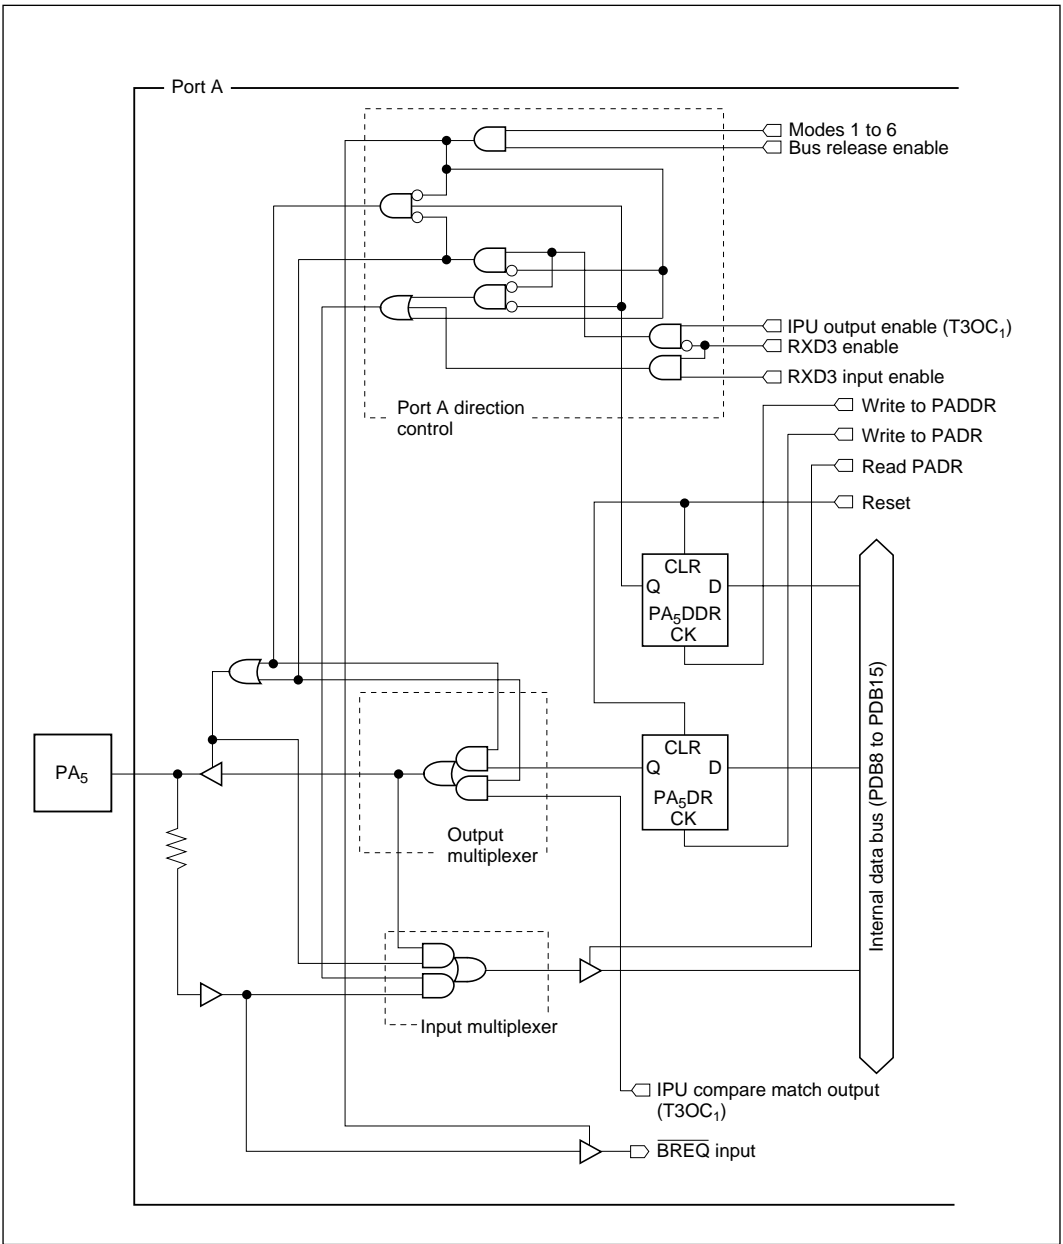 Port A
Modes 1 to 6
Bus release enable
IPU output enable (T3OC₁)
RXD3 enable
RXD3 input enable
Port A direction
control
Write to PADDR
Write to PADR
Read PADR
Reset
CLR
Q D
PA₅DDR
CK
CLR
Q D
PA₅DR
CK
Internal data bus (PDB8 to PDB15)
PA₅
Output
multiplexer
Input multiplexer
IPU compare match output
(T3OC₁)
B̅R̅E̅Q̅ input